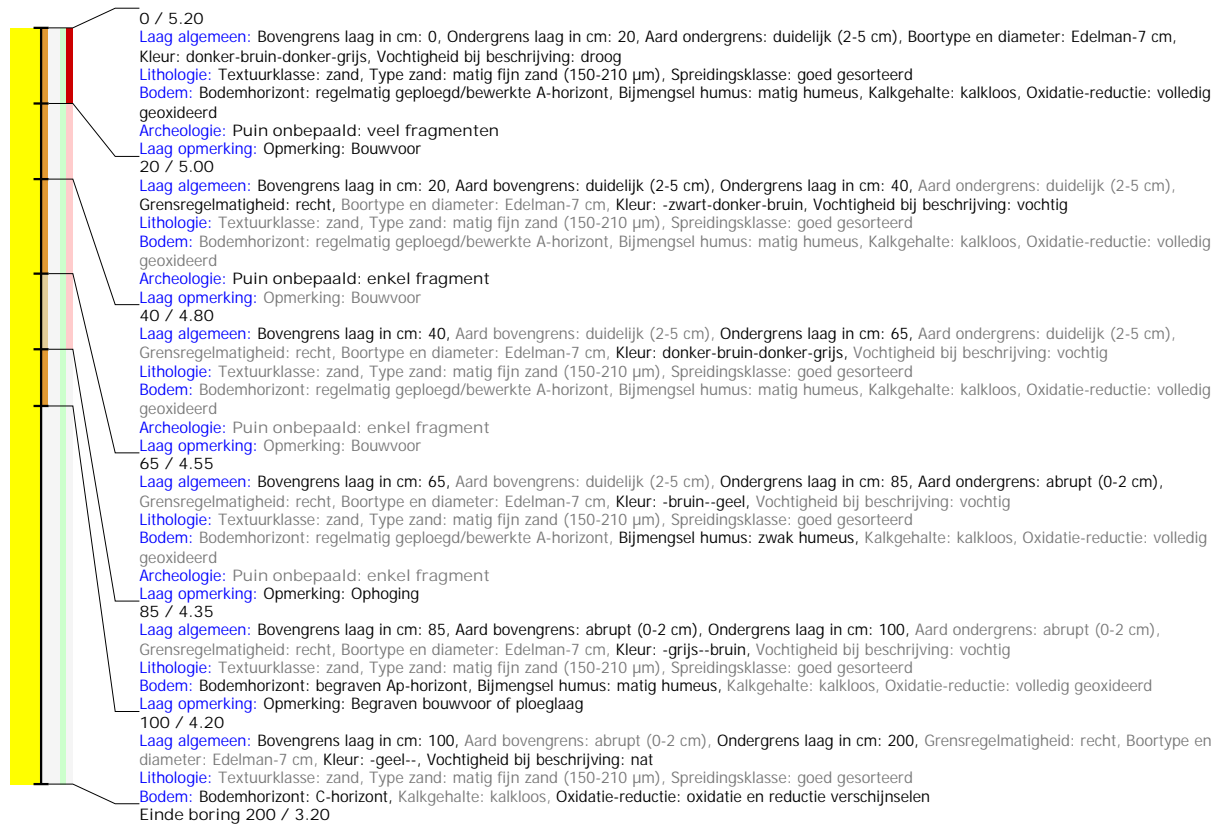 0 / 5.20
Laag algemeen: Bovengrens laag in cm: 0, Ondergrens laag in cm: 20, Aard ondergrens: duidelijk (2-5 cm), Boortype en diameter: Edelman-7 cm,
Kleur: donker-bruin-donker-grijs, Vochtigheid bij beschrijving: droog
Lithologie: Textuurklasse: zand, Type zand: matig fijn zand (150-210 µm), Spreidingsklasse: goed gesorteerd
Bodem: Bodemhorizont: regelmatig geploegd/bewerkte A-horizont, Bijmengsel humus: matig humeus, Kalkgehalte: kalkloos, Oxidatie-reductie: volledig
geoxideerd
Archeologie: Puin onbepaald: veel fragmenten
Laag opmerking: Opmerking: Bouwvoor
20 / 5.00
Laag algemeen: Bovengrens laag in cm: 20, Aard bovengrens: duidelijk (2-5 cm), Ondergrens laag in cm: 40, Aard ondergrens: duidelijk (2-5 cm),
Grensregelmatigheid: recht, Boortype en diameter: Edelman-7 cm, Kleur: -zwart-donker-bruin, Vochtigheid bij beschrijving: vochtig
Lithologie: Textuurklasse: zand, Type zand: matig fijn zand (150-210 µm), Spreidingsklasse: goed gesorteerd
Bodem: Bodemhorizont: regelmatig geploegd/bewerkte A-horizont, Bijmengsel humus: matig humeus, Kalkgehalte: kalkloos, Oxidatie-reductie: volledig
geoxideerd
Archeologie: Puin onbepaald: enkel fragment
Laag opmerking: Opmerking: Bouwvoor
40 / 4.80
Laag algemeen: Bovengrens laag in cm: 40, Aard bovengrens: duidelijk (2-5 cm), Ondergrens laag in cm: 65, Aard ondergrens: duidelijk (2-5 cm),
Grensregelmatigheid: recht, Boortype en diameter: Edelman-7 cm, Kleur: donker-bruin-donker-grijs, Vochtigheid bij beschrijving: vochtig
Lithologie: Textuurklasse: zand, Type zand: matig fijn zand (150-210 µm), Spreidingsklasse: goed gesorteerd
Bodem: Bodemhorizont: regelmatig geploegd/bewerkte A-horizont, Bijmengsel humus: matig humeus, Kalkgehalte: kalkloos, Oxidatie-reductie: volledig
geoxideerd
Archeologie: Puin onbepaald: enkel fragment
Laag opmerking: Opmerking: Bouwvoor
65 / 4.55
Laag algemeen: Bovengrens laag in cm: 65, Aard bovengrens: duidelijk (2-5 cm), Ondergrens laag in cm: 85, Aard ondergrens: abrupt (0-2 cm),
Grensregelmatigheid: recht, Boortype en diameter: Edelman-7 cm, Kleur: -bruin--geel, Vochtigheid bij beschrijving: vochtig
Lithologie: Textuurklasse: zand, Type zand: matig fijn zand (150-210 µm), Spreidingsklasse: goed gesorteerd
Bodem: Bodemhorizont: regelmatig geploegd/bewerkte A-horizont, Bijmengsel humus: zwak humeus, Kalkgehalte: kalkloos, Oxidatie-reductie: volledig
geoxideerd
Archeologie: Puin onbepaald: enkel fragment
Laag opmerking: Opmerking: Ophoging
85 / 4.35
Laag algemeen: Bovengrens laag in cm: 85, Aard bovengrens: abrupt (0-2 cm), Ondergrens laag in cm: 100, Aard ondergrens: abrupt (0-2 cm),
Grensregelmatigheid: recht, Boortype en diameter: Edelman-7 cm, Kleur: -grijs--bruin, Vochtigheid bij beschrijving: vochtig
Lithologie: Textuurklasse: zand, Type zand: matig fijn zand (150-210 µm), Spreidingsklasse: goed gesorteerd
Bodem: Bodemhorizont: begraven Ap-horizont, Bijmengsel humus: matig humeus, Kalkgehalte: kalkloos, Oxidatie-reductie: volledig geoxideerd
Laag opmerking: Opmerking: Begraven bouwvoor of ploeglaag
100 / 4.20
Laag algemeen: Bovengrens laag in cm: 100, Aard bovengrens: abrupt (0-2 cm), Ondergrens laag in cm: 200, Grensregelmatigheid: recht, Boortype en
diameter: Edelman-7 cm, Kleur: -geel--, Vochtigheid bij beschrijving: nat
Lithologie: Textuurklasse: zand, Type zand: matig fijn zand (150-210 µm), Spreidingsklasse: goed gesorteerd
Bodem: Bodemhorizont: C-horizont, Kalkgehalte: kalkloos, Oxidatie-reductie: oxidatie en reductie verschijnselen
Einde boring 200 / 3.20